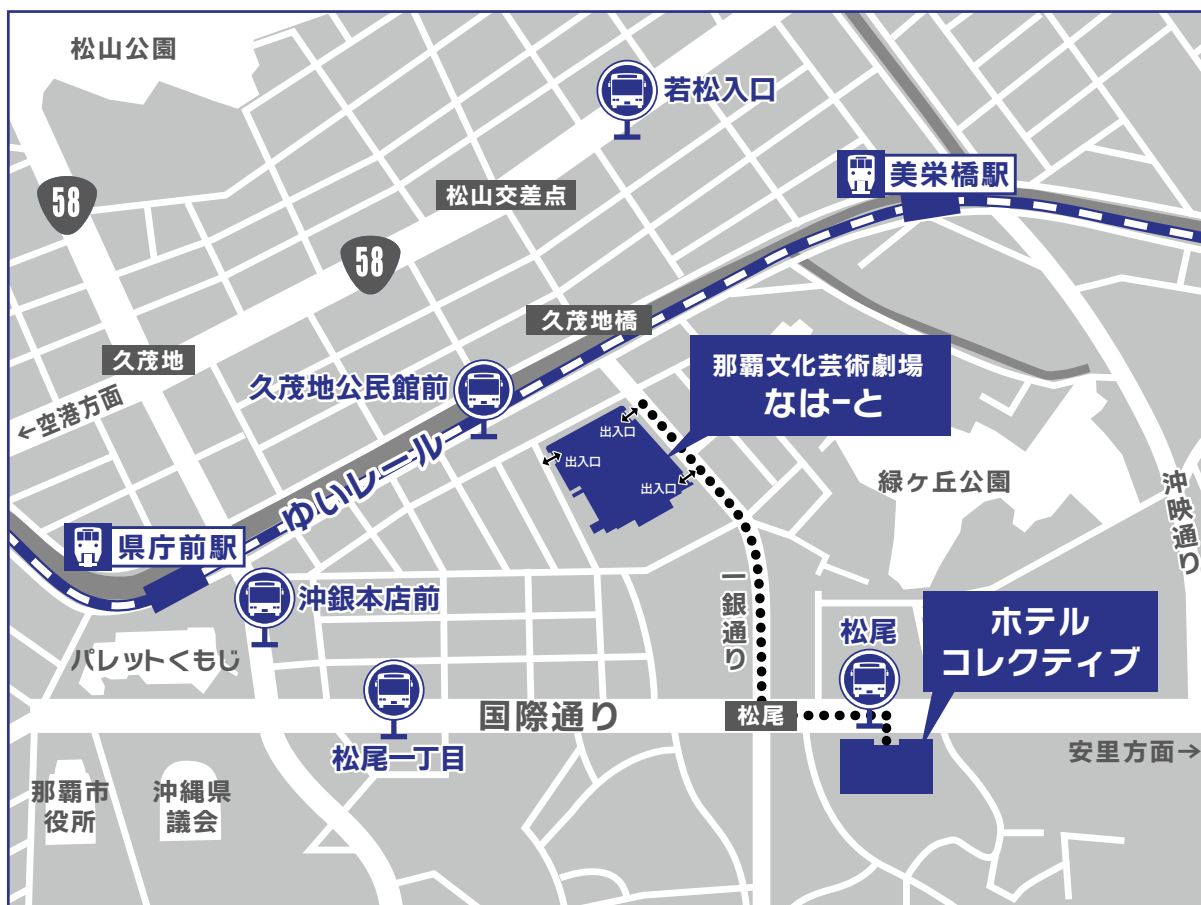 松山公園
若松入口
美栄橋駅
58
松山交差点
58
久茂地橋
久茂地
那覇文化芸術劇場
なはーと
久茂地公民館前
←空港方面
出入口
出入口
出入口
緑ヶ丘公園
沖映通り
ゆいレール
県庁前駅
沖銀本店前
一銀通り
松尾
ホテル
コレクティブ
パレットくもじ
国際通り
松尾
松尾一丁目
安里方面→
那覇市
役所
沖縄県
議会